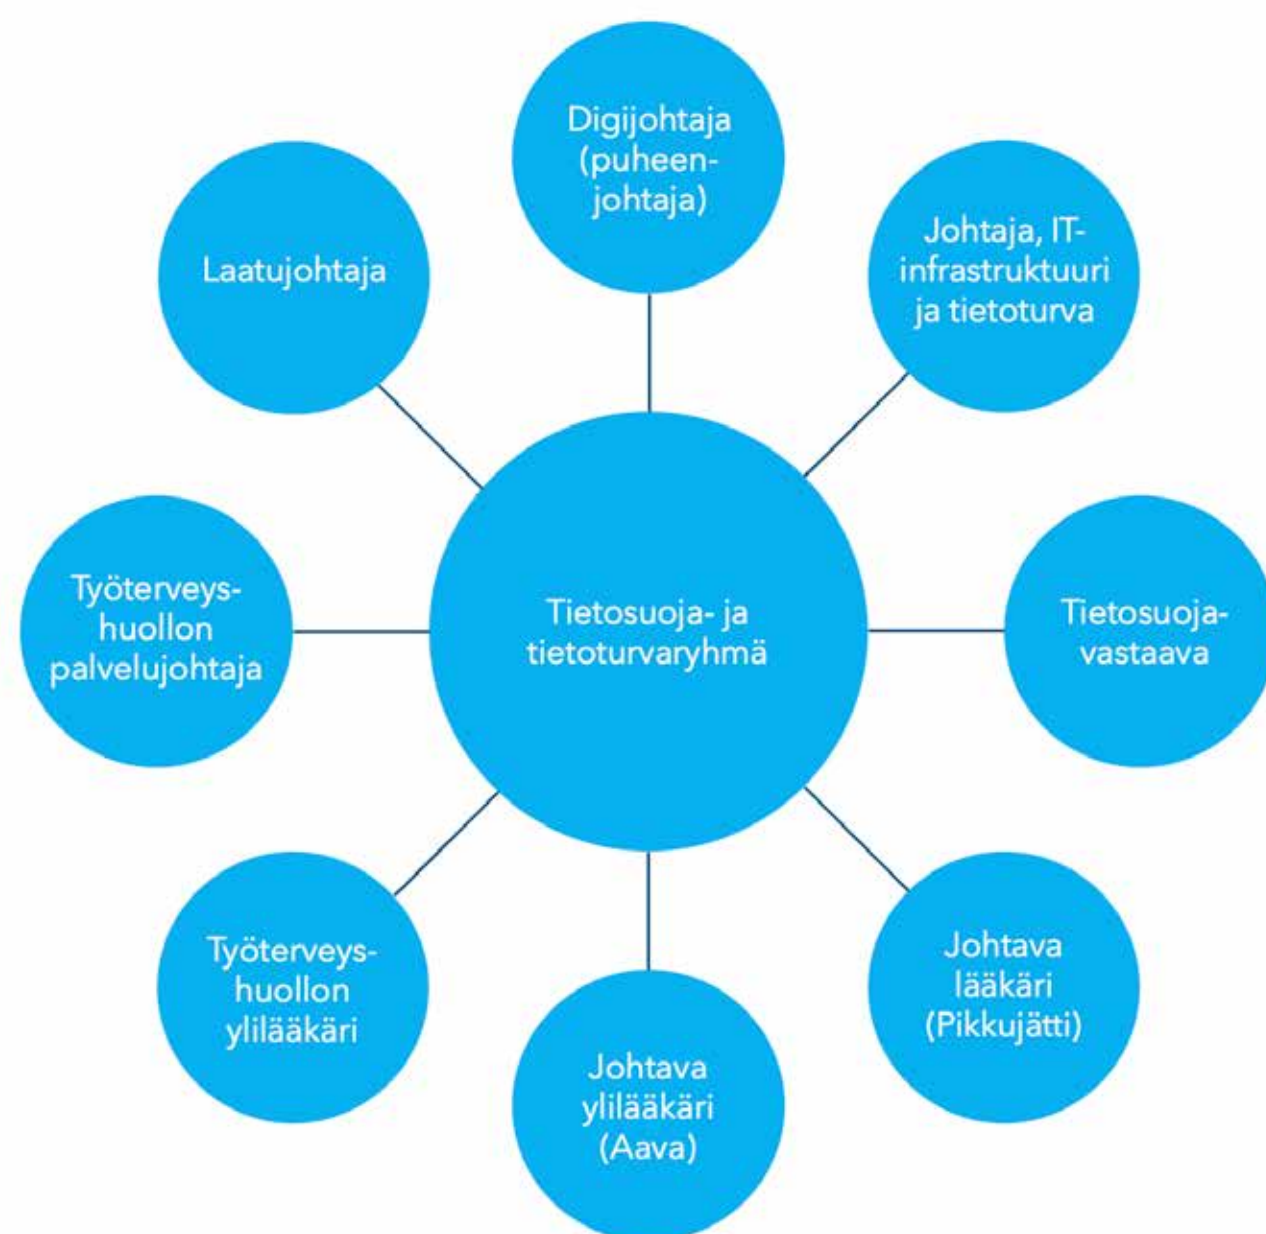 Digijohtaja
(puheen-
johtaja)
Johtaja, IT-
infrastruktuuri
ja tietoturva
Laatujohtaja
Työterveys-
huollon
palvelujohtaja
Tietosuoja- ja
tietoturvaryhmä
Tietosuoja-
vastaava
Työterveys-
huollon
ylilääkäri
Johtava
lääkäri
(Pikkujätti)
Johtava
ylilääkäri
(Aava)